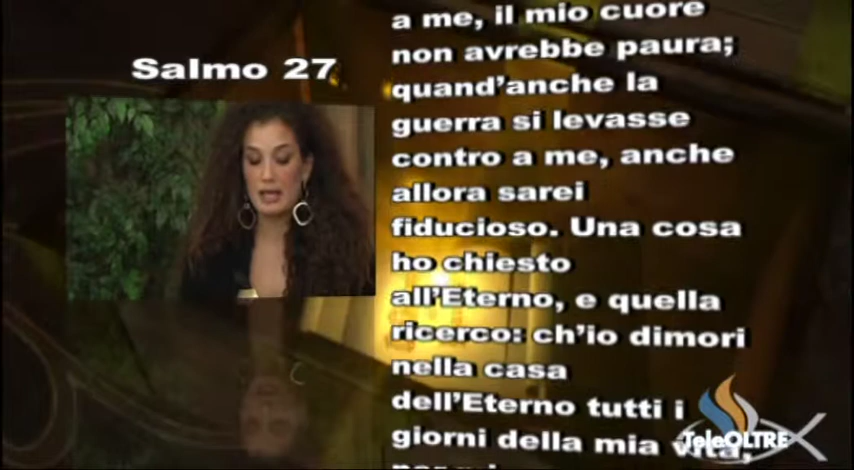 Salmo 27
a me, il mio cuore
non avrebbe paura;
quand'anche la
guerra si levasse
contro a me, anche
allora sarei
fiducioso. Una cosa
ho chiesto
all'Eterno, e quella
ricerco: ch'io dimori
nella casa
dell'Eterno tutti i
giorni della mia vita,
TeleOLTRE